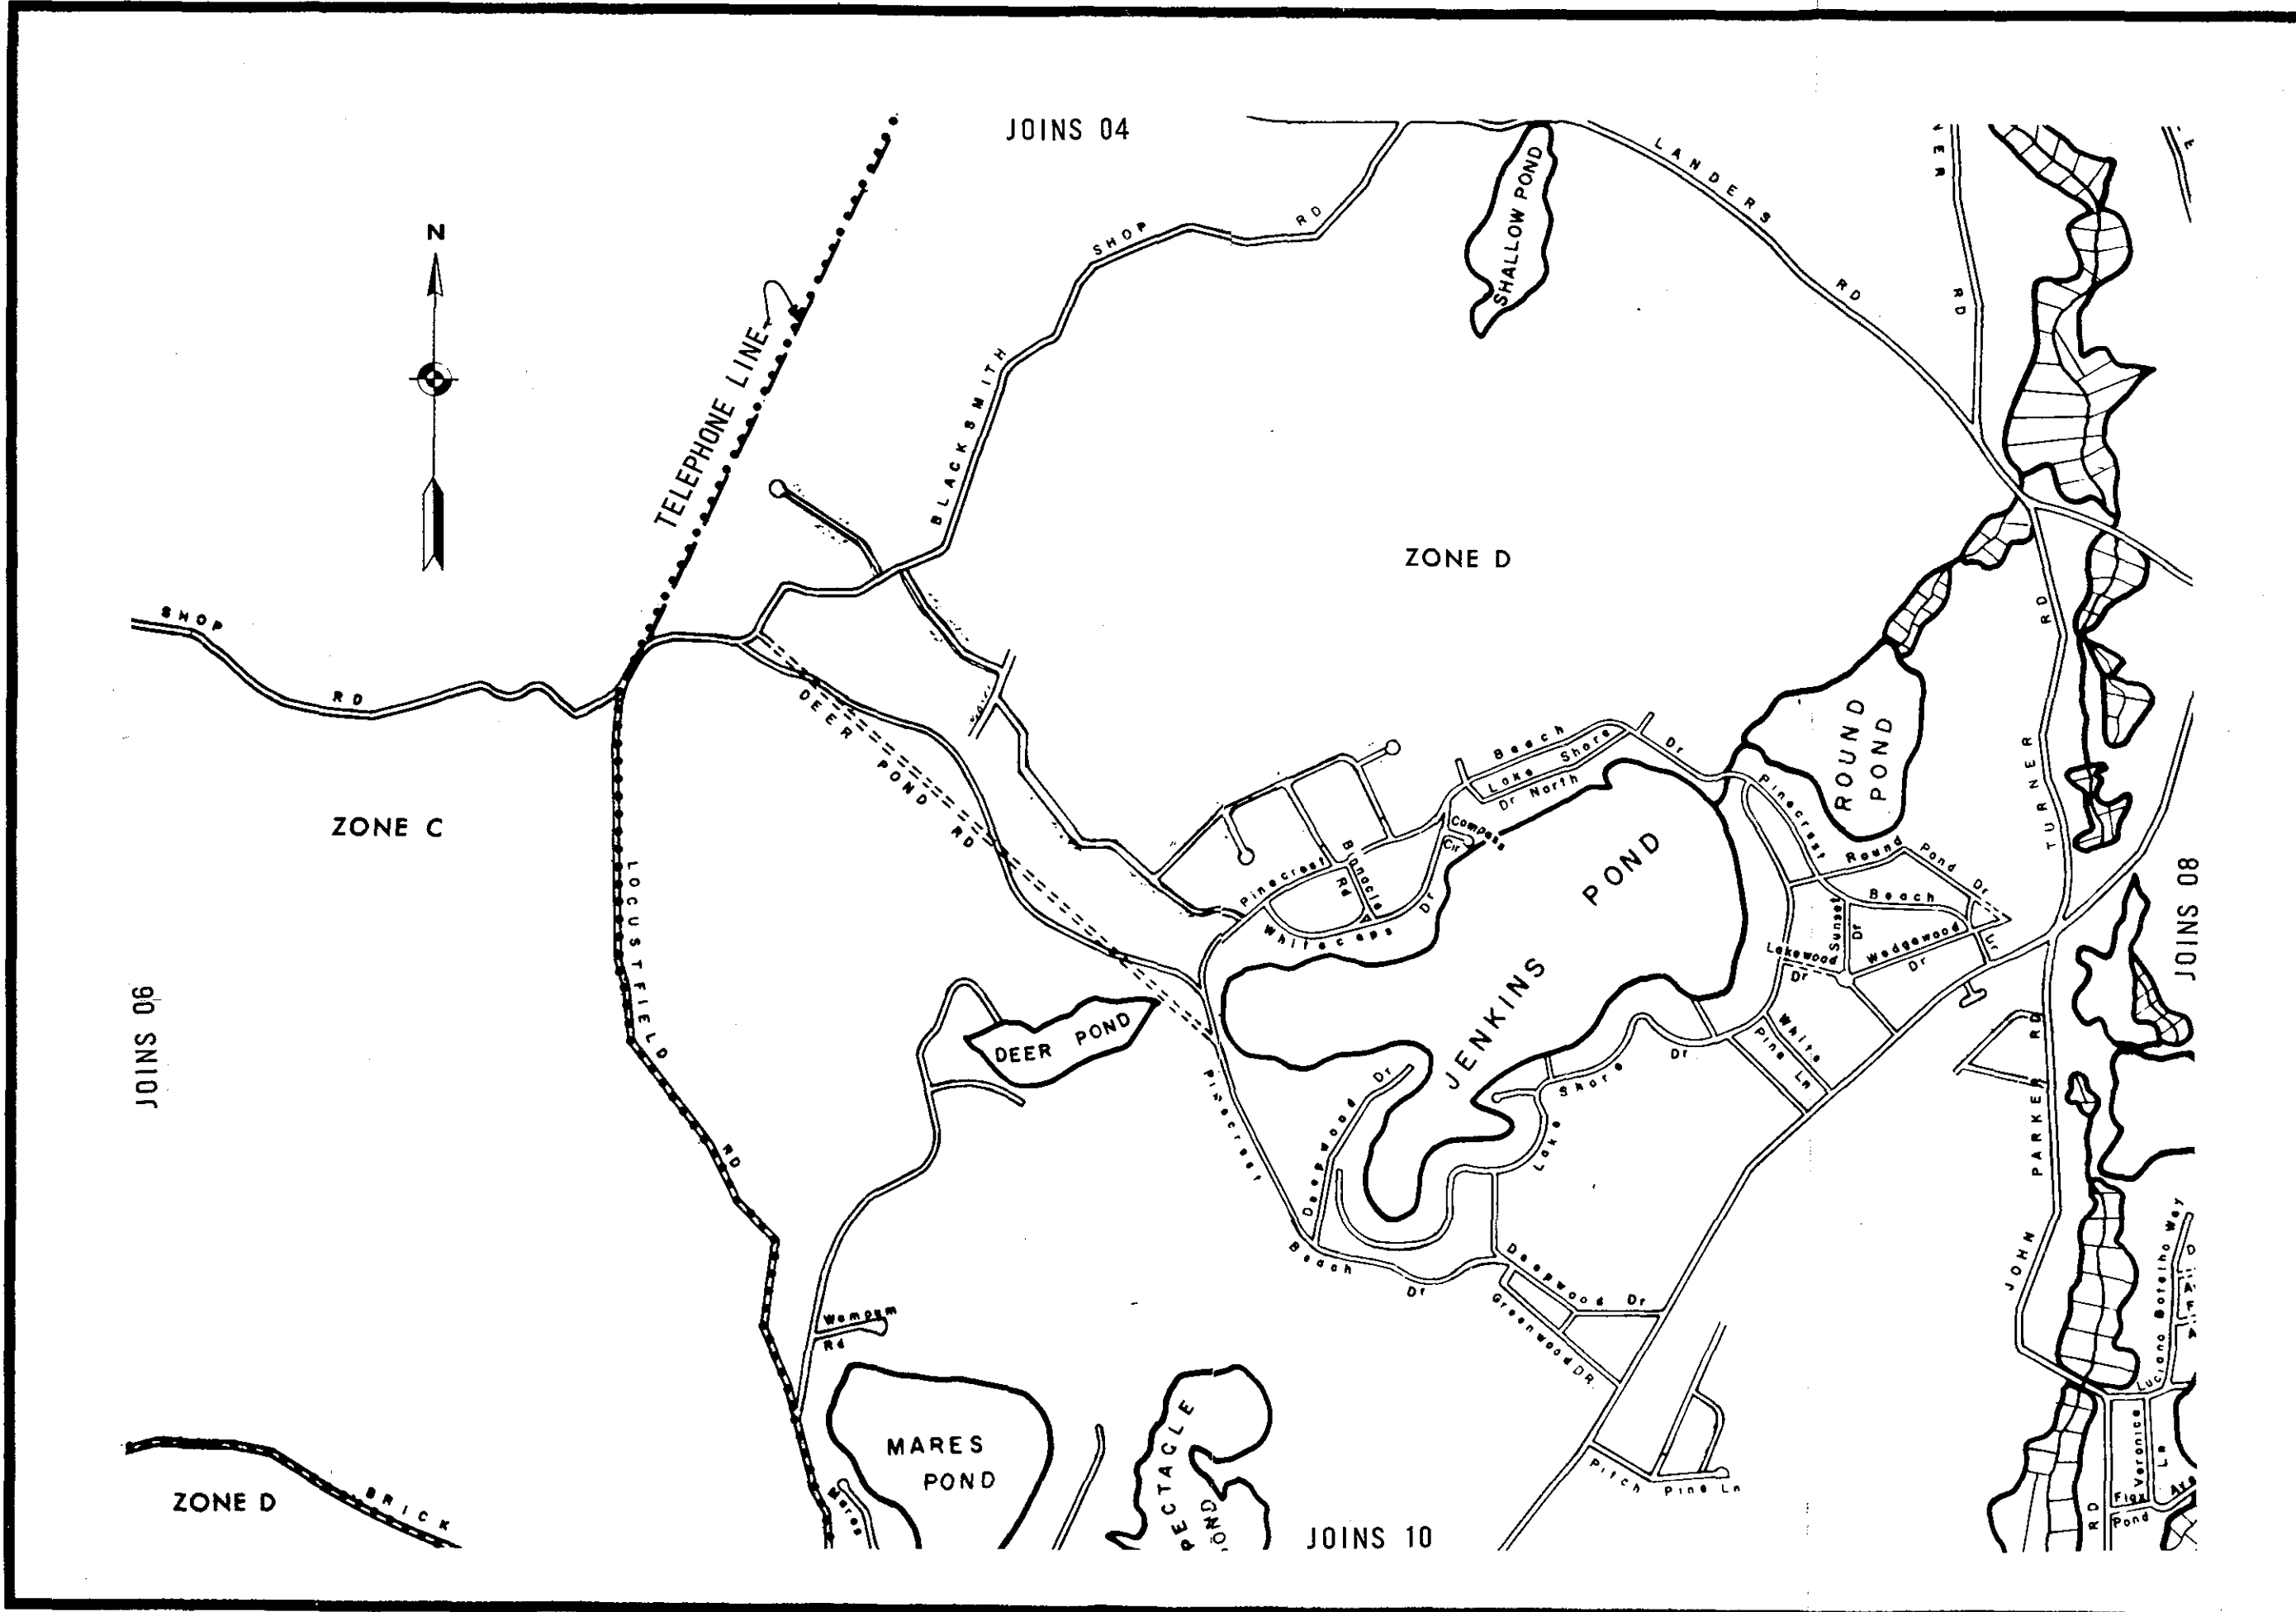 JOINS 04
N
TELEPHONE LINE
BLACKSMITH SHOP RD
SHALLOW POND
LANDERS RD
RD
ZONE D
SHOP RD
DEER POND RD
ZONE C
LOCUSTFIELD RD
JOINS 06
DEER POND
Pinecrest
Binnacle
Rd
Whitecaps Dr
Compass
Cir
Beach Dr
Lake Shore
Dr North
JENKINS POND
ROUND
POND
Pinecrest
Round Pond Dr
Beach
Sunset
Dr
Lakewood
Dr
Wedgewood
Dr
TURNER RD
JOINS 08
White
Pine Ln
Lake Shore Dr
Deepwood Dr
Pinecrest Beach Dr
Deepwood Dr
Greenwood DR
JOHN PARKER RD
Wampum
Rd
MARES
POND
Mares
Pitch Pine Ln
Luciano Botelho Way
Veronica
Ln
Flax
Pond
Ave
RD
ZONE D
BRICK
JOINS 10